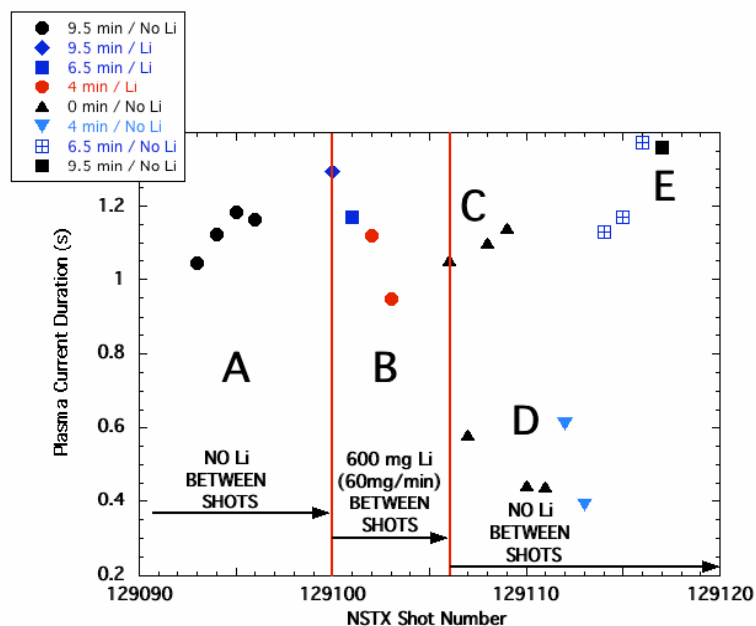 9.5 min / No Li
9.5 min / Li
6.5 min / Li
4 min / Li
0 min / No Li
4 min / No Li
6.5 min / No Li
9.5 min / No Li
Plasma Current Duration (s)
1.2
1
0.8
0.6
0.4
0.2
A
B
C
D
E
NO Li
BETWEEN
SHOTS
600 mg Li
(60mg/min)
BETWEEN
SHOTS
NO Li
BETWEEN
SHOTS
129090
129100
129110
129120
NSTX Shot Number